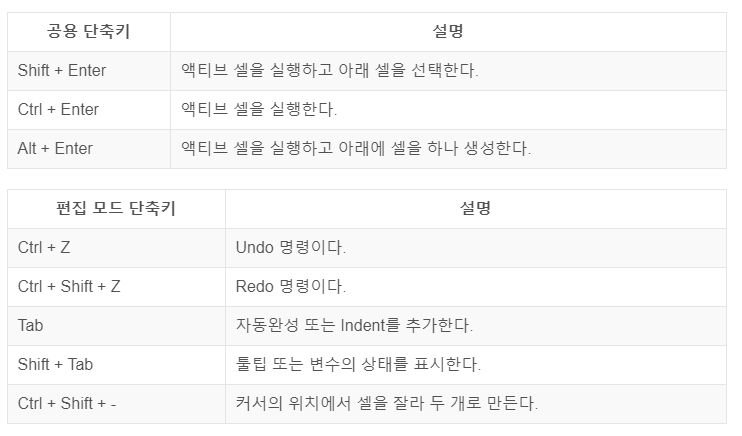 공용 단축키 설명
Shift + Enter 액티브 셀을 실행하고 아래 셀을 선택한다.
Ctrl + Enter 액티브 셀을 실행한다.
Alt + Enter 액티브 셀을 실행하고 아래에 셀을 하나 생성한다.
편집 모드 단축키 설명
Ctrl + Z Undo 명령이다.
Ctrl + Shift + Z Redo 명령이다.
Tab 자동완성 또는 Indent를 추가한다.
Shift + Tab 툴팁 또는 변수의 상태를 표시한다.
Ctrl + Shift + - 커서의 위치에서 셀을 잘라 두 개로 만든다.